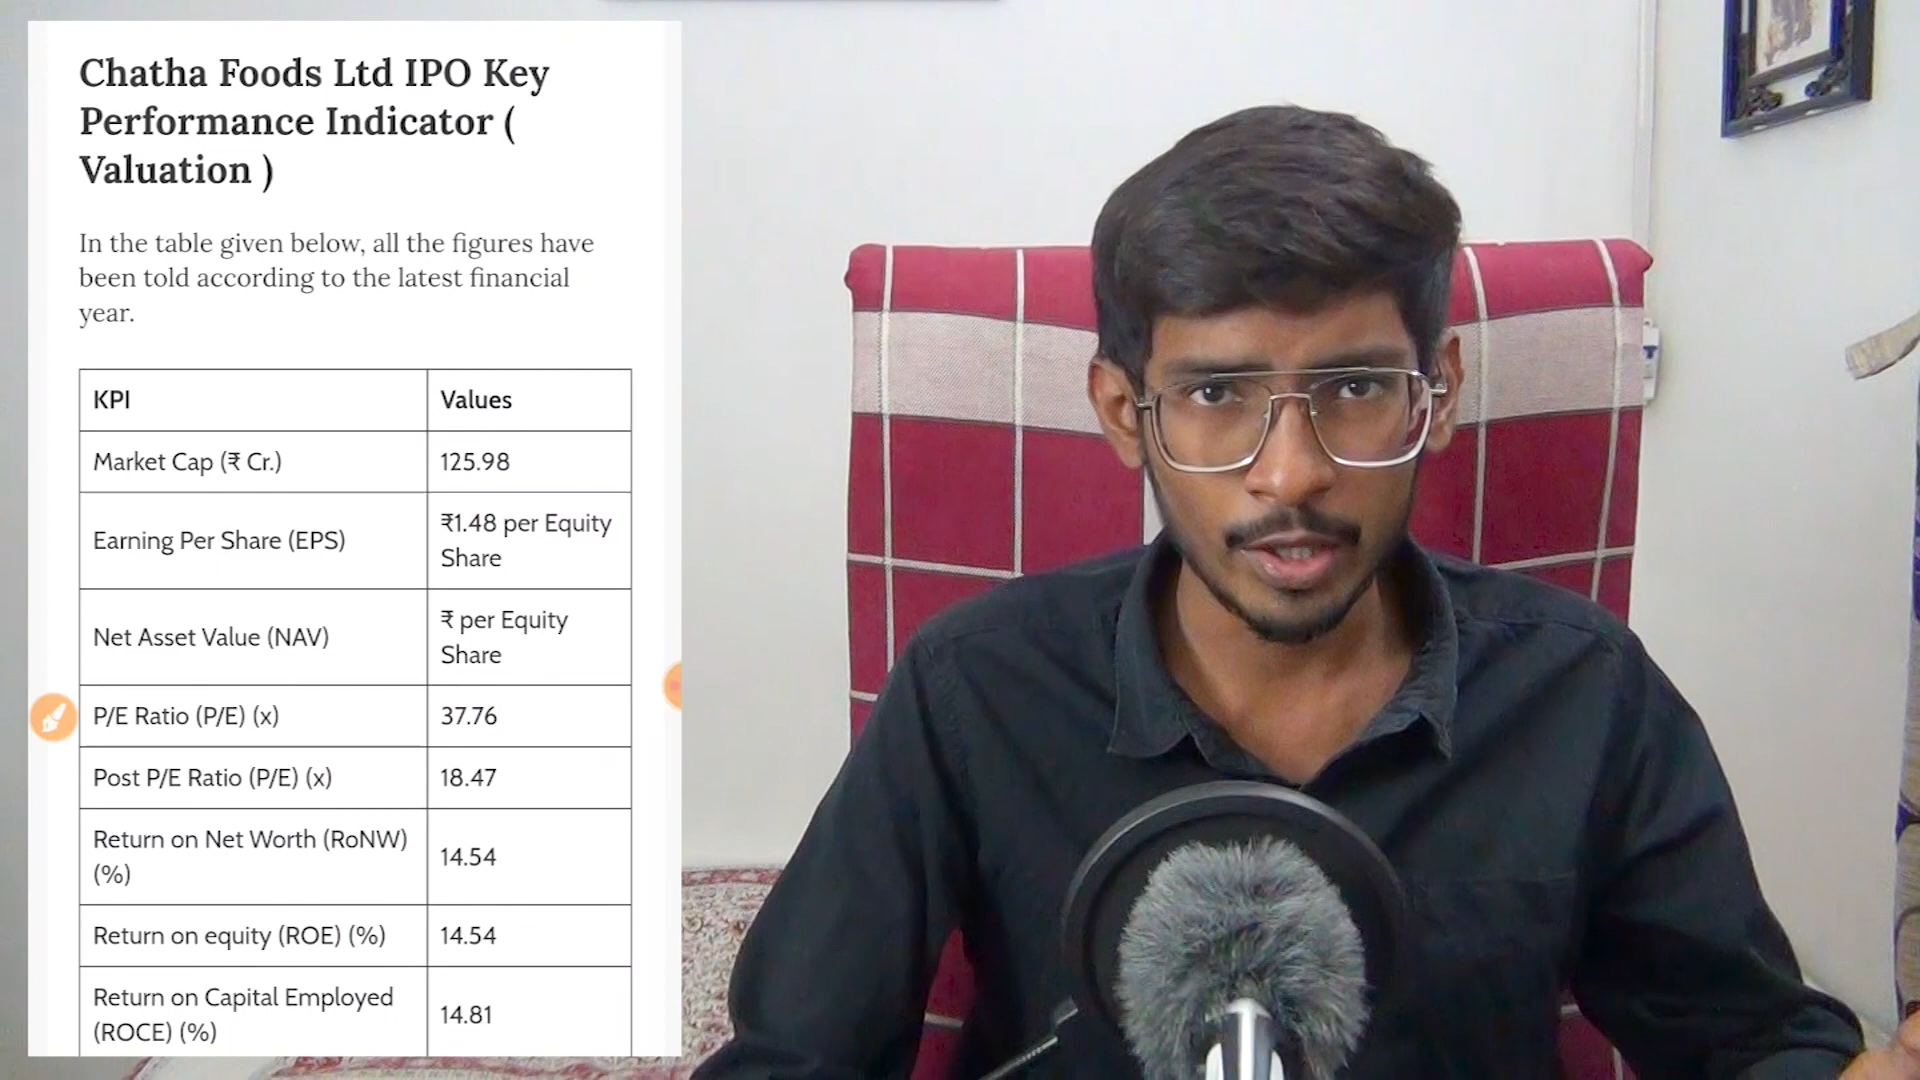 Chatha Foods Ltd IPO Key
Performance Indicator (
Valuation )
In the table given below, all the figures have
been told according to the latest financial
year.
KPI Values
Market Cap (₹ Cr.) 125.98
Earning Per Share (EPS) ₹1.48 per Equity
Share
Net Asset Value (NAV) ₹ per Equity
Share
P/E Ratio (P/E) (x) 37.76
Post P/E Ratio (P/E) (x) 18.47
Return on Net Worth (RoNW)
(%) 14.54
Return on equity (ROE) (%) 14.54
Return on Capital Employed
(ROCE) (%) 14.81